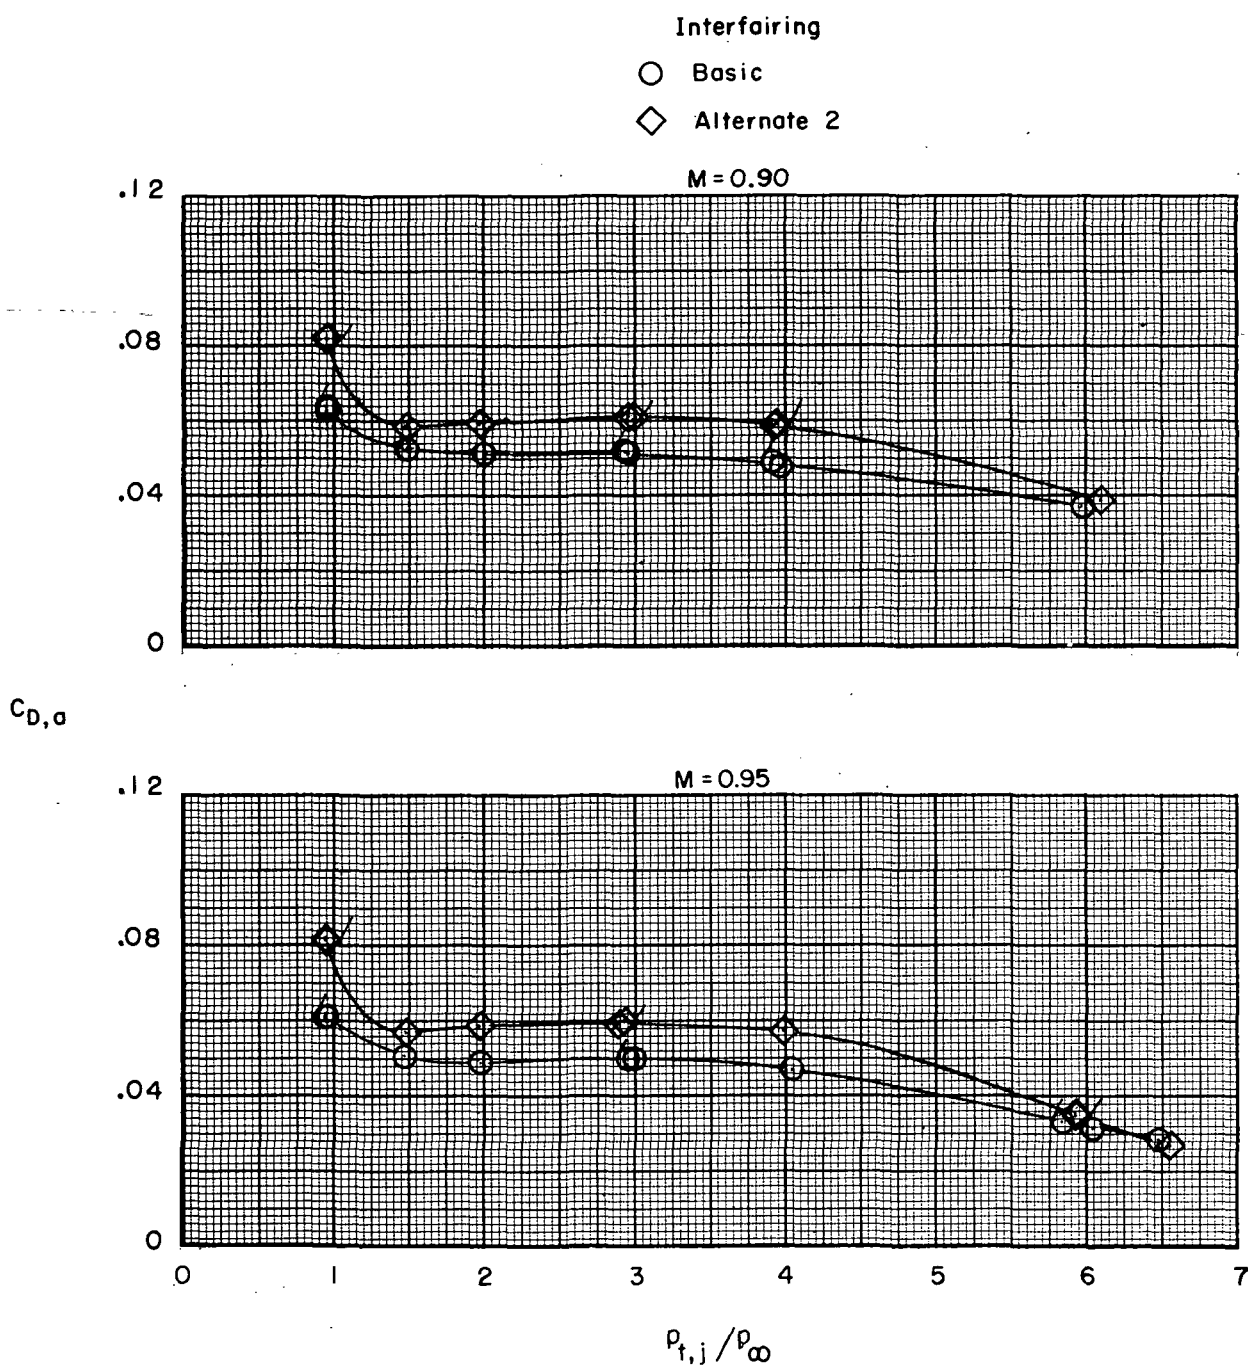 Interfairing
Basic
Alternate 2
M = 0.90
.12
.08
.04
0
C_D,a
M = 0.95
.12
.08
.04
0
0 1 2 3 4 5 6 7
p_t,j / p_∞